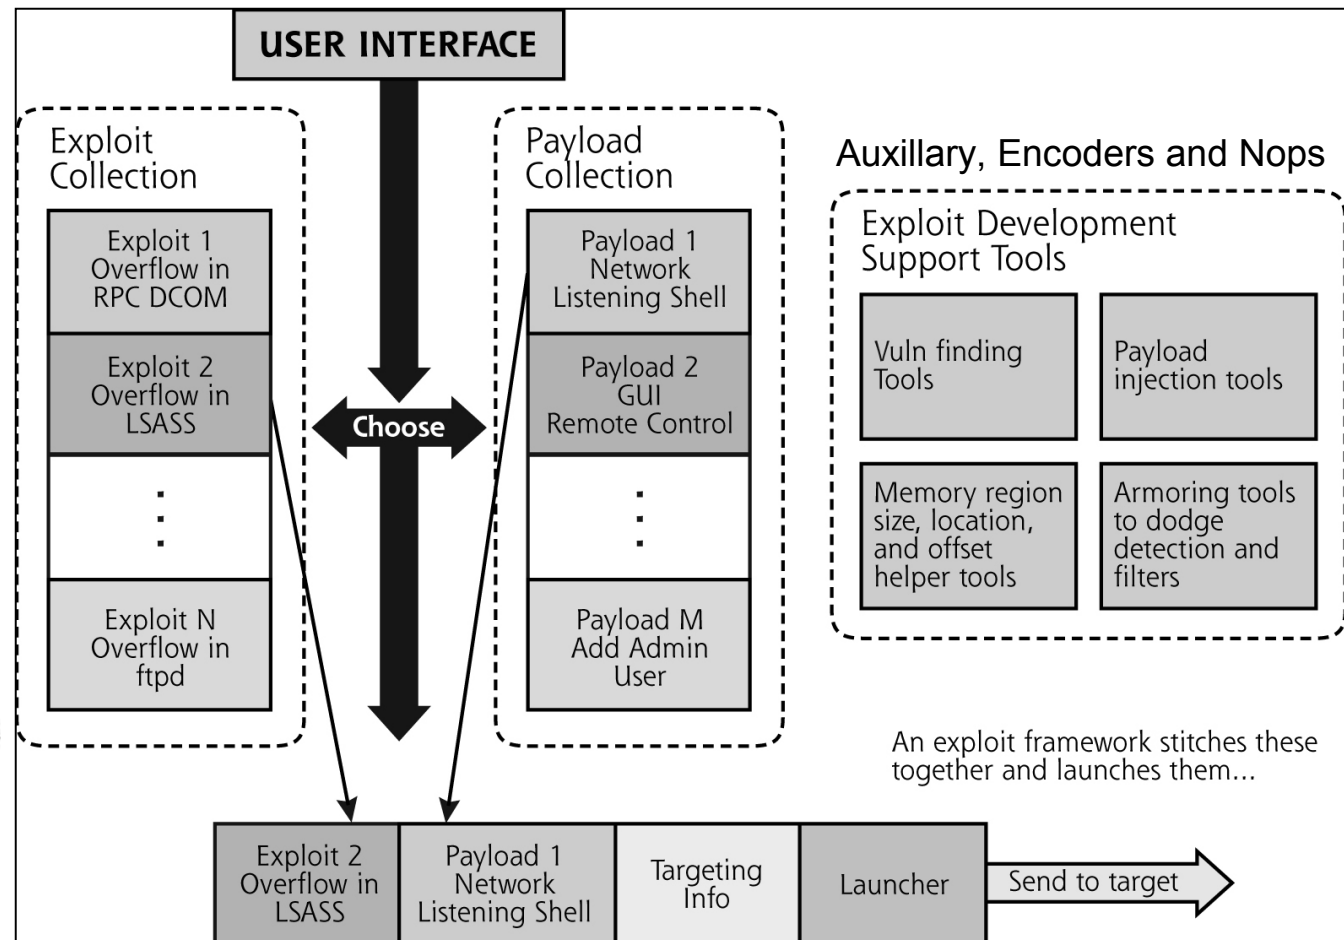 USER INTERFACE
Exploit
Collection
Exploit 1
Overflow in
RPC DCOM
Exploit 2
Overflow in
LSASS
Exploit N
Overflow in
ftpd
Choose
Payload
Collection
Payload 1
Network
Listening Shell
Payload 2
GUI
Remote Control
Payload M
Add Admin
User
Auxillary, Encoders and Nops
Exploit Development
Support Tools
Vuln finding
Tools
Payload
injection tools
Memory region
size, location,
and offset
helper tools
Armoring tools
to dodge
detection and
filters
An exploit framework stitches these
together and launches them...
Exploit 2
Overflow in
LSASS
Payload 1
Network
Listening Shell
Targeting
Info
Launcher
Send to target